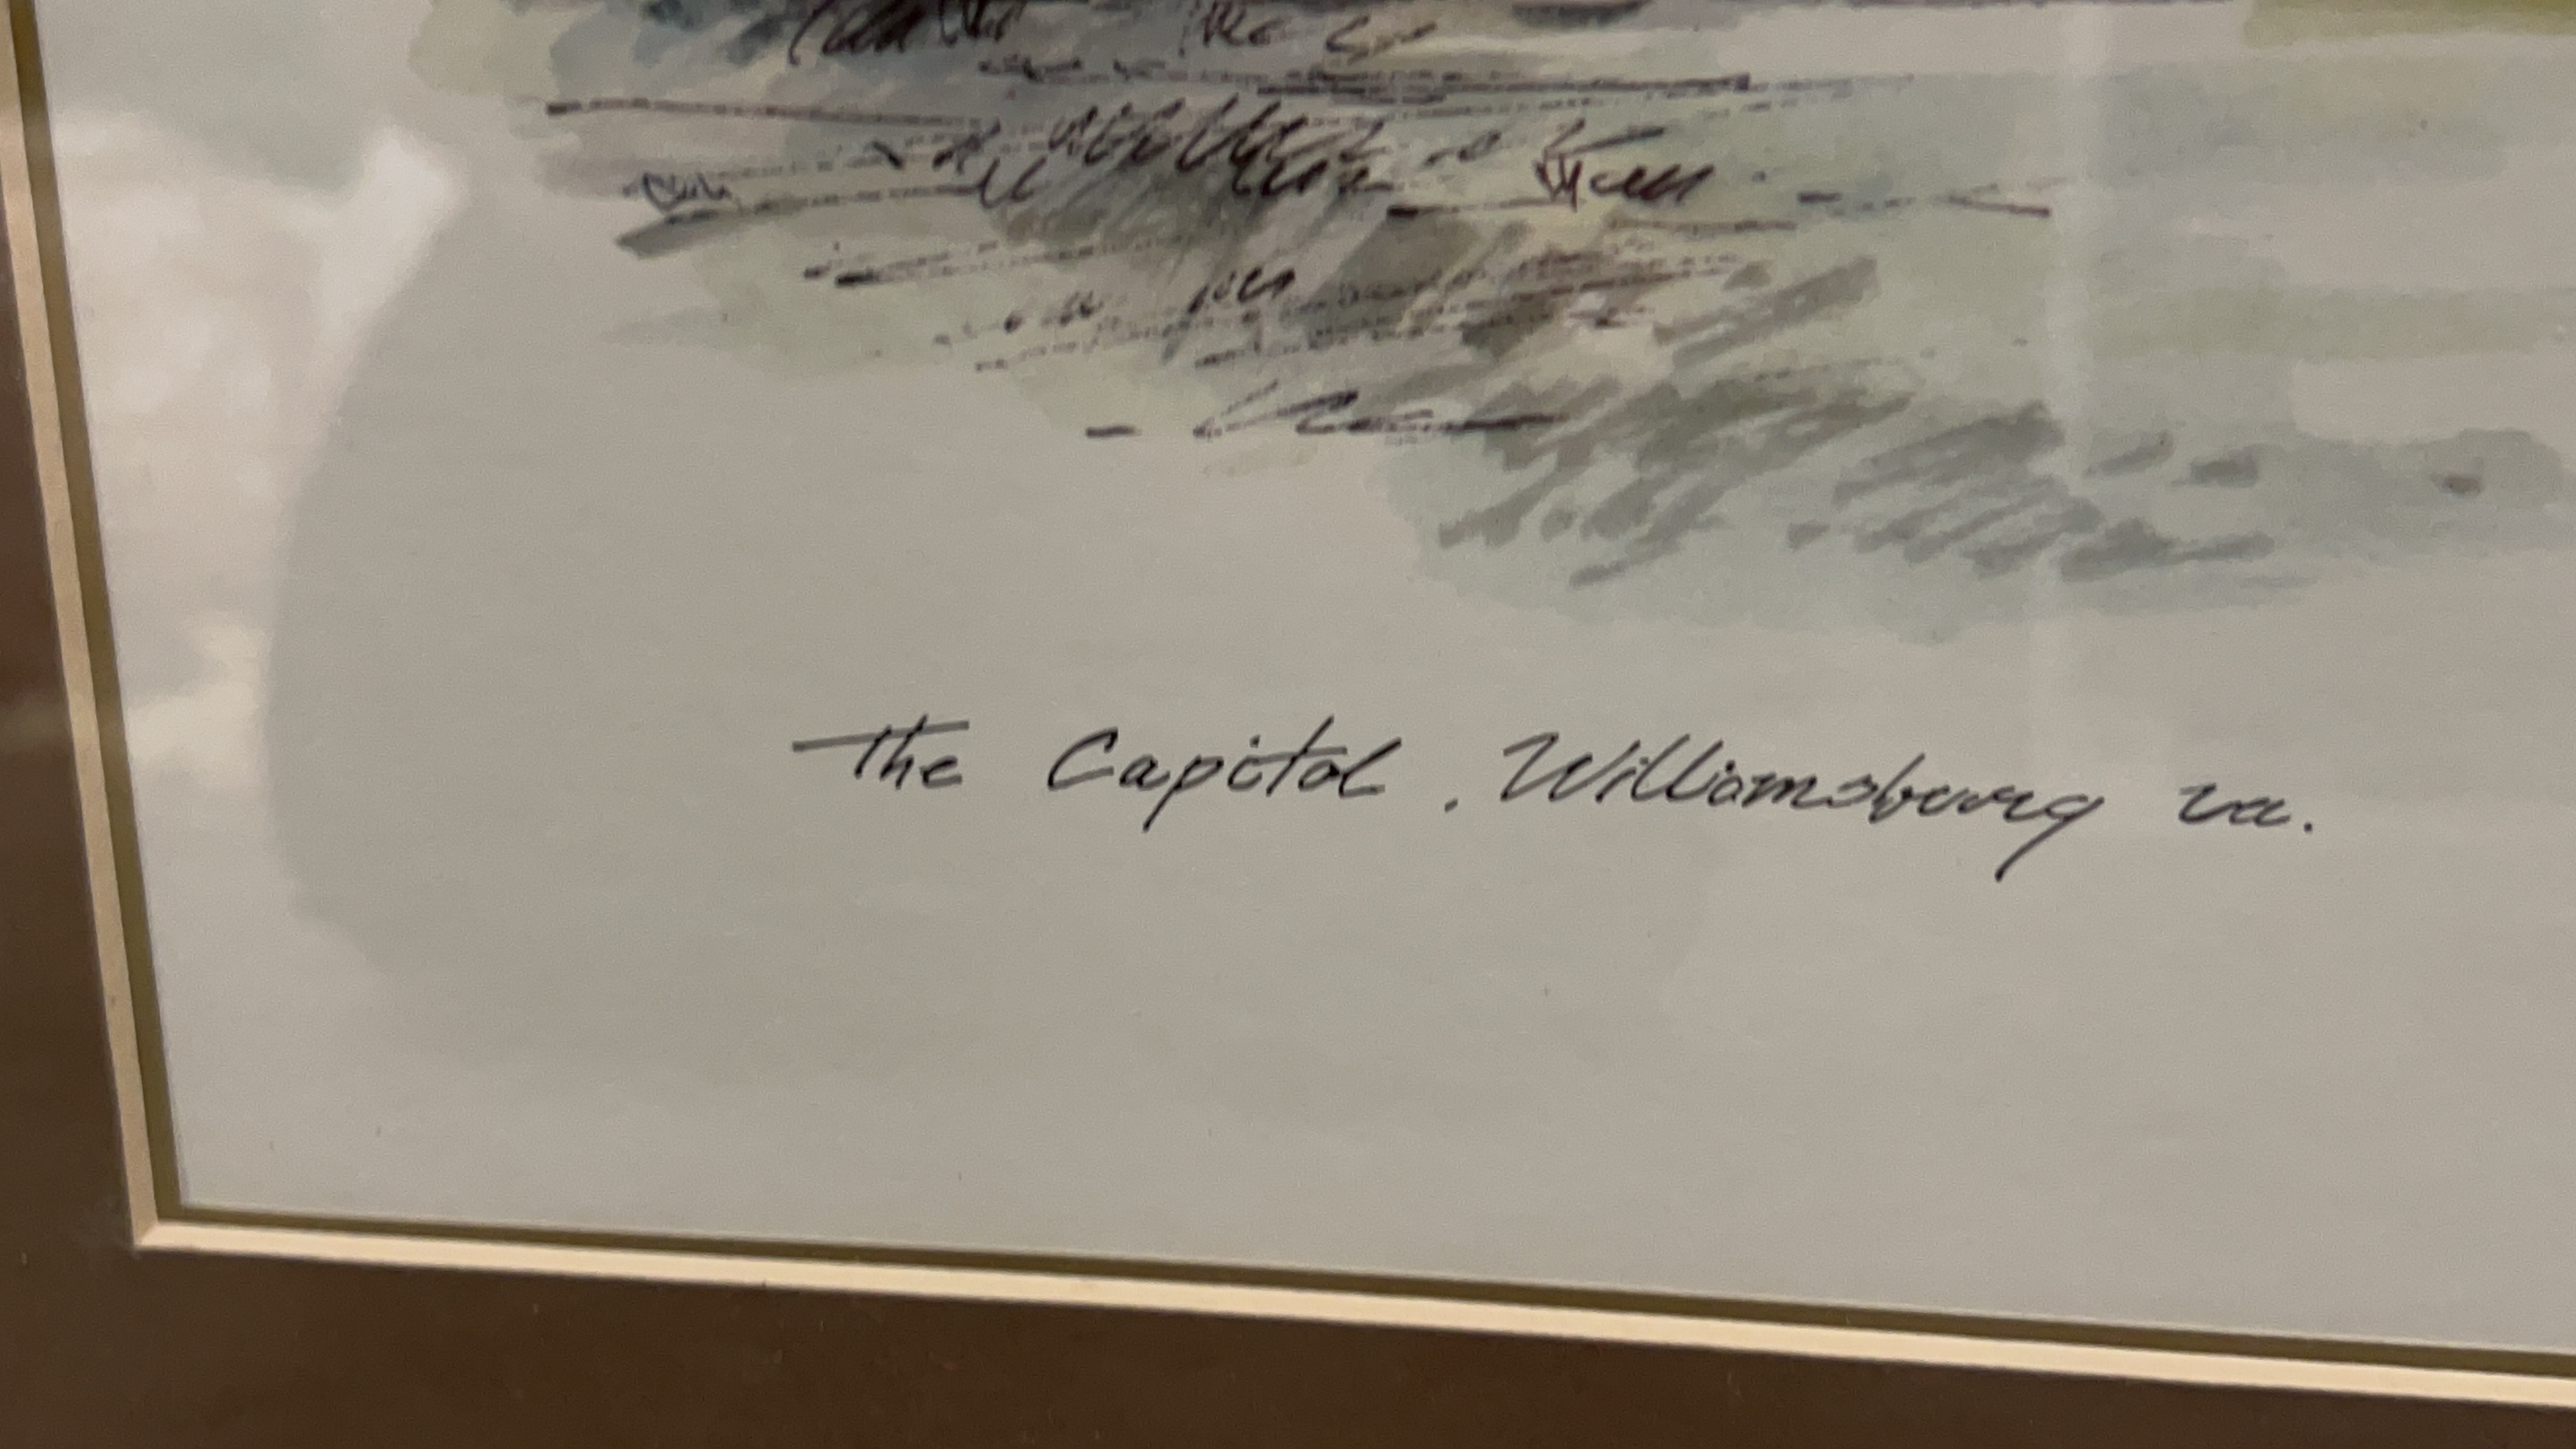 The Capitol, Williamsburg va.